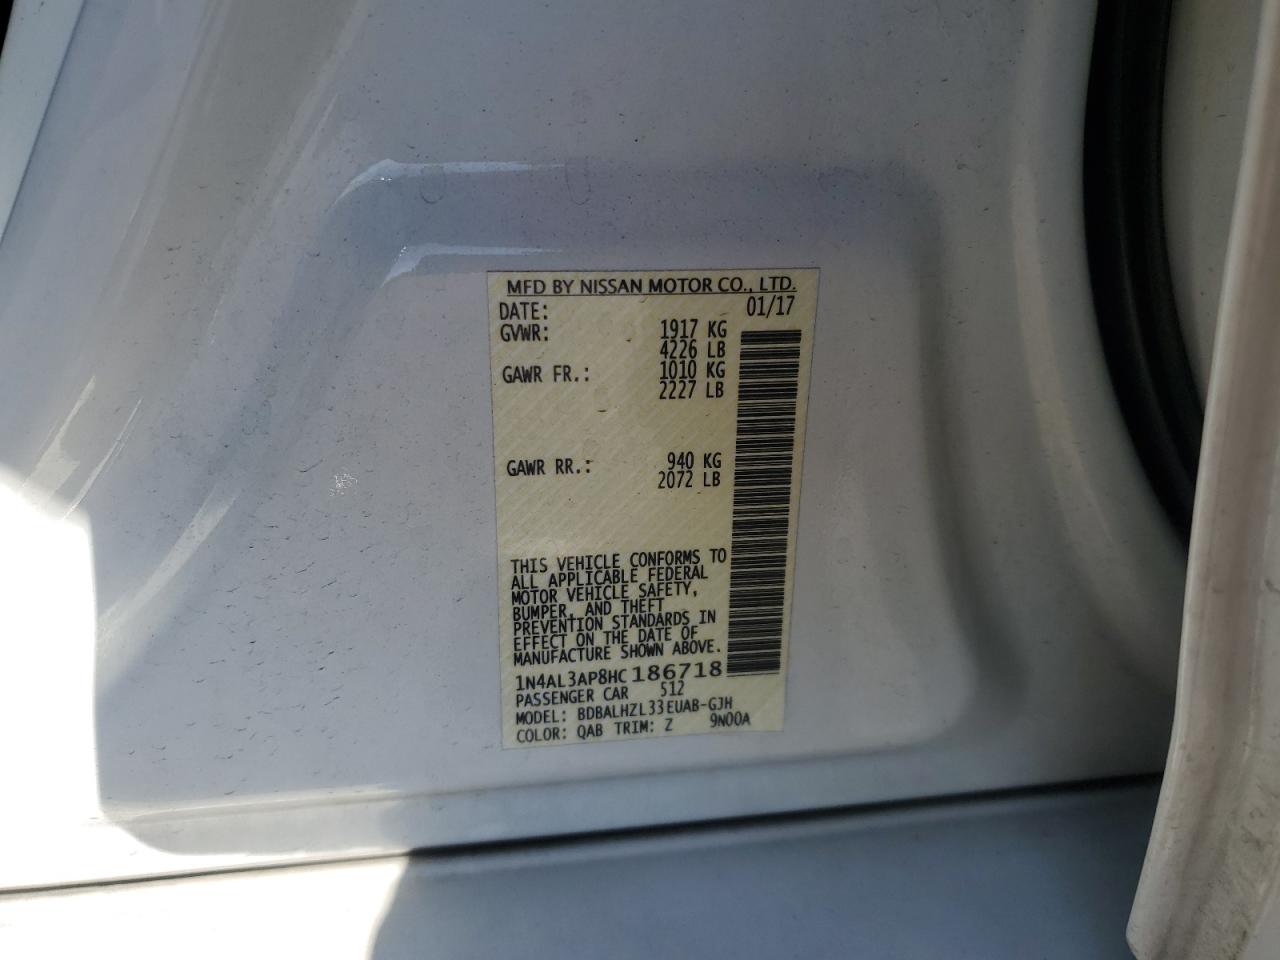 MFD BY NISSAN MOTOR CO., LTD.
DATE: 01/17
GVWR: 1917 KG
4226 LB
GAWR FR.: 1010 KG
2227 LB
GAWR RR.: 940 KG
2072 LB
THIS VEHICLE CONFORMS TO
ALL APPLICABLE FEDERAL
MOTOR VEHICLE SAFETY,
BUMPER, AND THEFT
PREVENTION STANDARDS IN
EFFECT ON THE DATE OF
MANUFACTURE SHOWN ABOVE.
1N4AL3AP8HC186718
PASSENGER CAR 512
MODEL: BDBALHZL33EUAB-GJH
COLOR: QAB TRIM: Z 9N00A